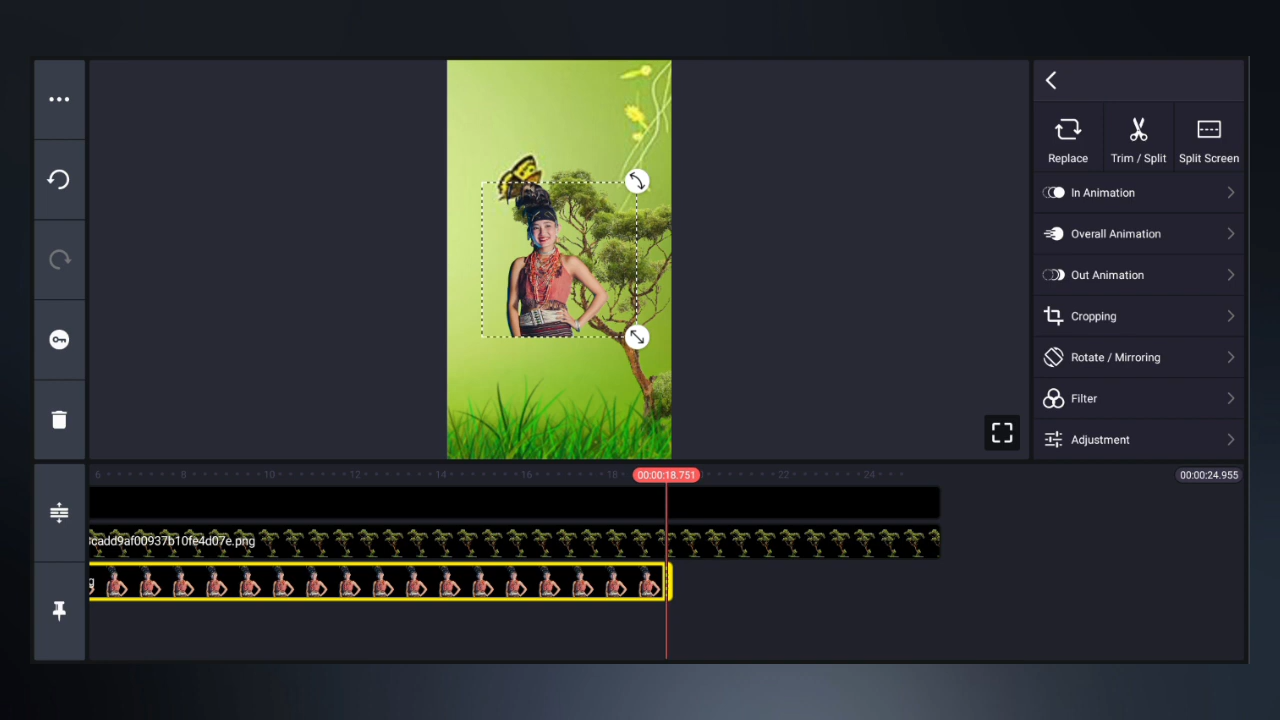 Replace
Trim / Split
Split Screen
In Animation
Overall Animation
Out Animation
Cropping
Rotate / Mirroring
Filter
Adjustment
6 8 10 12 14 16 18 00:00:18.751 22 24 00:00:24.955
cadd9af00937b10fe4d07e.png